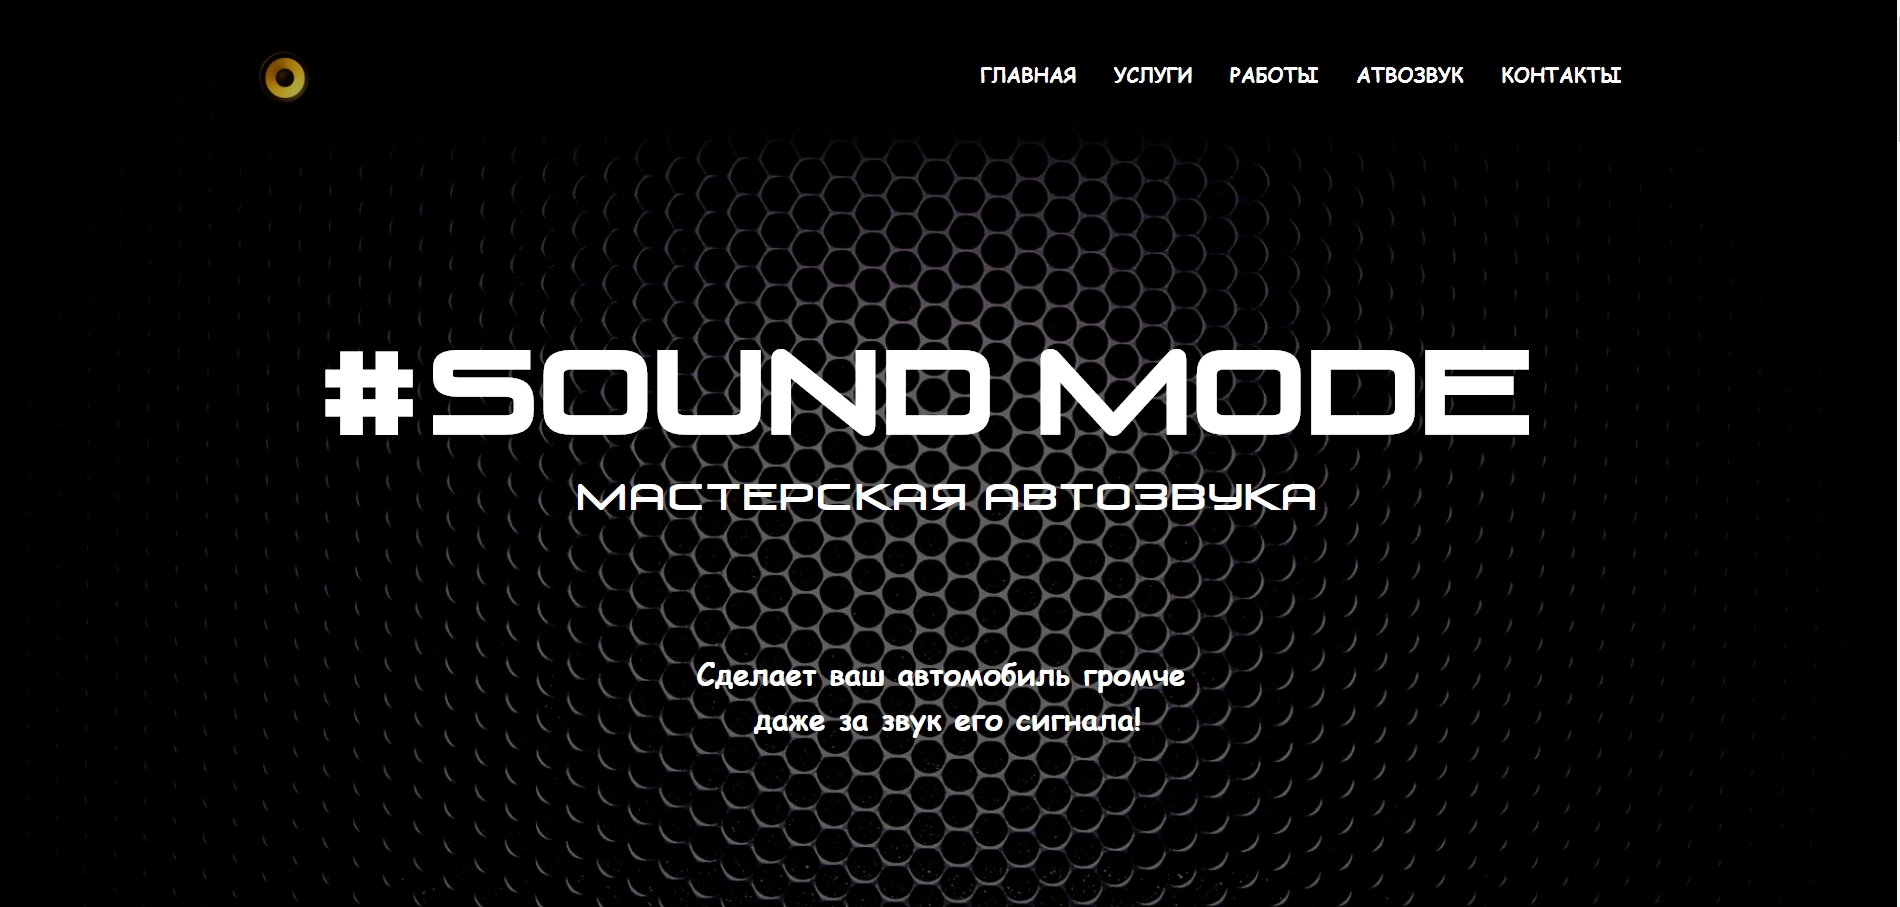 ГЛАВНАЯ УСЛУГИ РАБОТЫ АТВОЗВУК КОНТАКТЫ
#SOUND MODE
МАСТЕРСКАЯ АВТОЗВУКА
Сделает ваш автомобиль громче
даже за звук его сигнала!